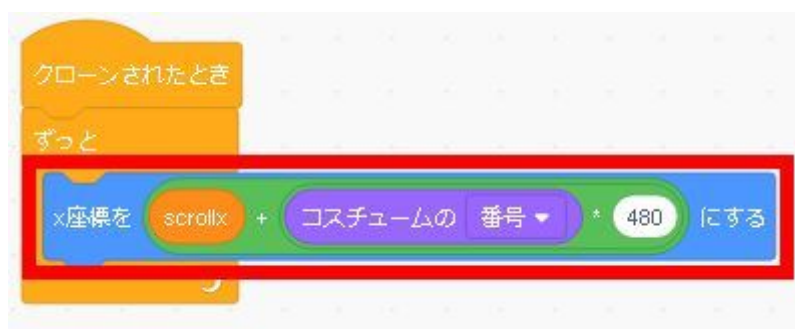 クローンされたとき
ずっと
x座標を scrollx + コスチュームの 番号 * 480 にする